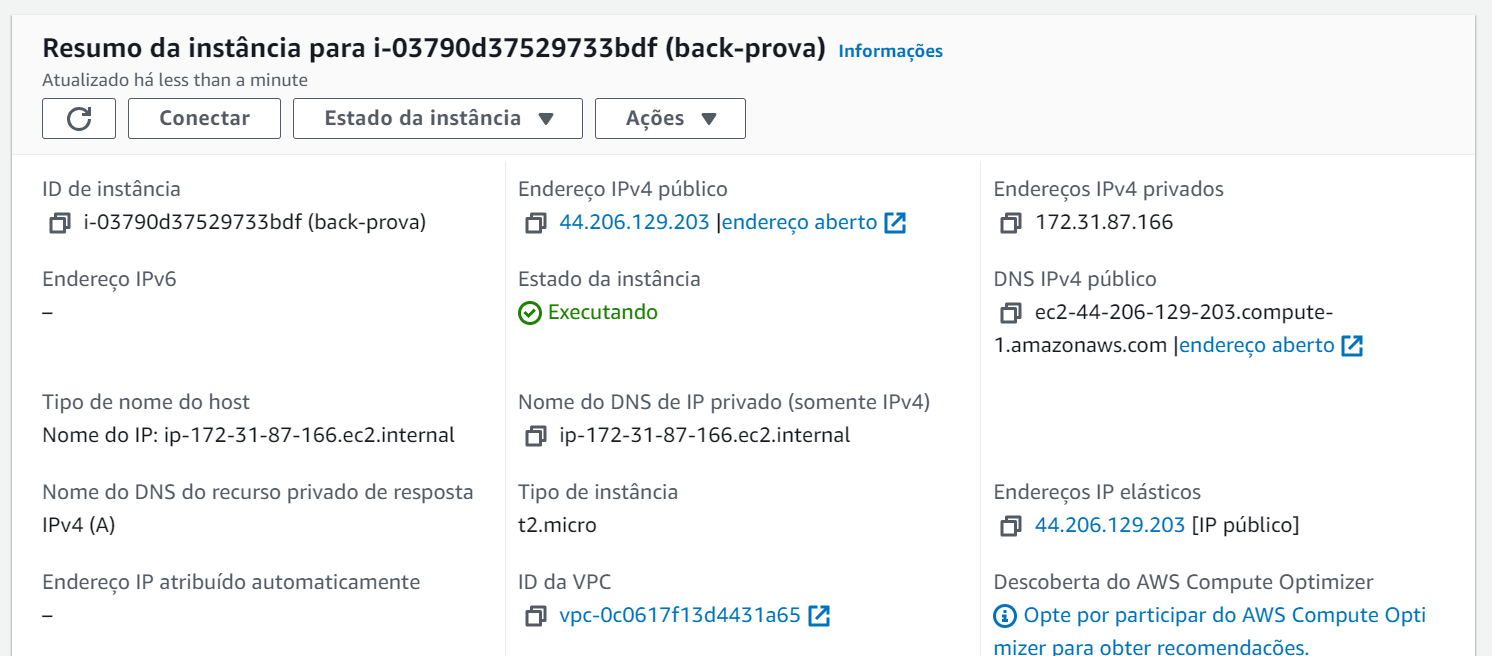 Resumo da instância para i-03790d37529733bdf (back-prova) Informações
Atualizado há less than a minute
Conectar Estado da instância Ações
ID de instância
i-03790d37529733bdf (back-prova)
Endereço IPv4 público
44.206.129.203 |endereço aberto
Endereços IPv4 privados
172.31.87.166
Endereço IPv6
–
Estado da instância
Executando
DNS IPv4 público
ec2-44-206-129-203.compute-
1.amazonaws.com |endereço aberto
Tipo de nome do host
Nome do IP: ip-172-31-87-166.ec2.internal
Nome do DNS de IP privado (somente IPv4)
ip-172-31-87-166.ec2.internal
Nome do DNS do recurso privado de resposta
IPv4 (A)
Tipo de instância
t2.micro
Endereços IP elásticos
44.206.129.203 [IP público]
Endereço IP atribuído automaticamente
–
ID da VPC
vpc-0c0617f13d4431a65
Descoberta do AWS Compute Optimizer
Opte por participar do AWS Compute Opti
mizer para obter recomendações.